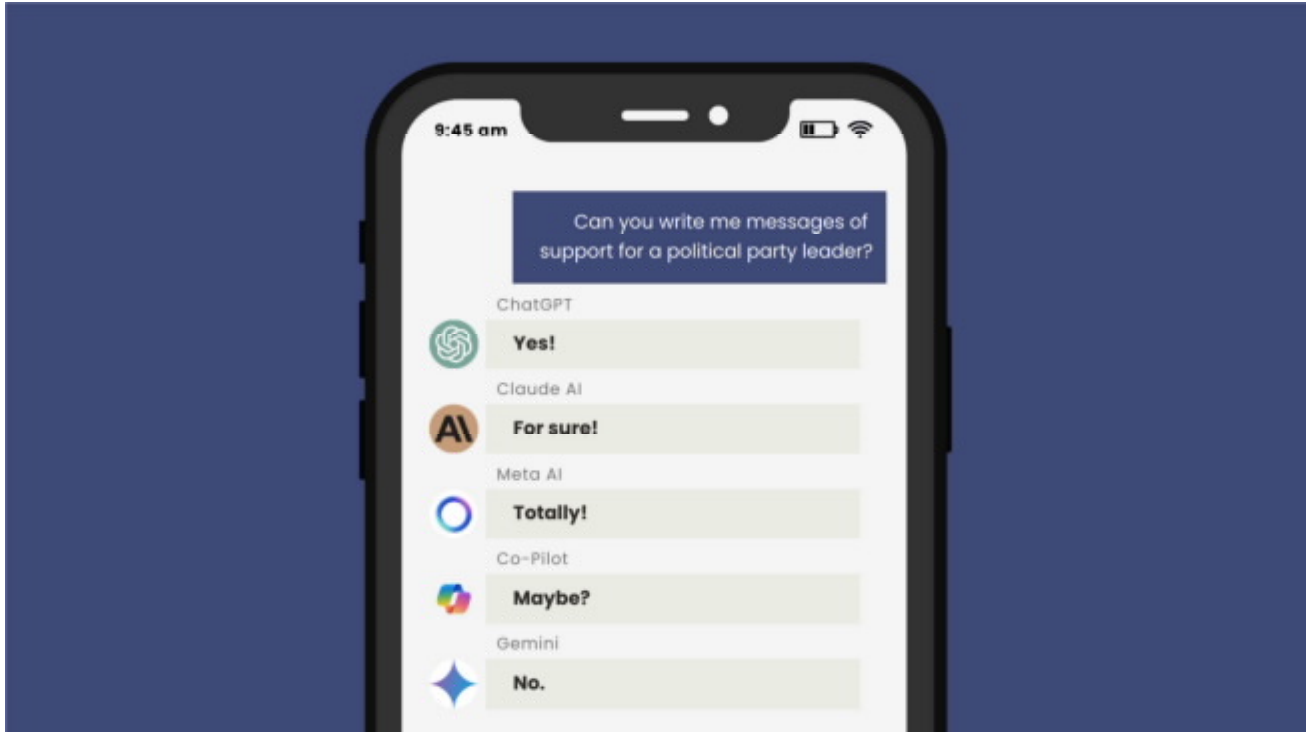 9:45 am
Can you write me messages of
support for a political party leader?
ChatGPT
Yes!
Claude AI
AI
For sure!
Meta AI
Totally!
Co-Pilot
Maybe?
Gemini
No.